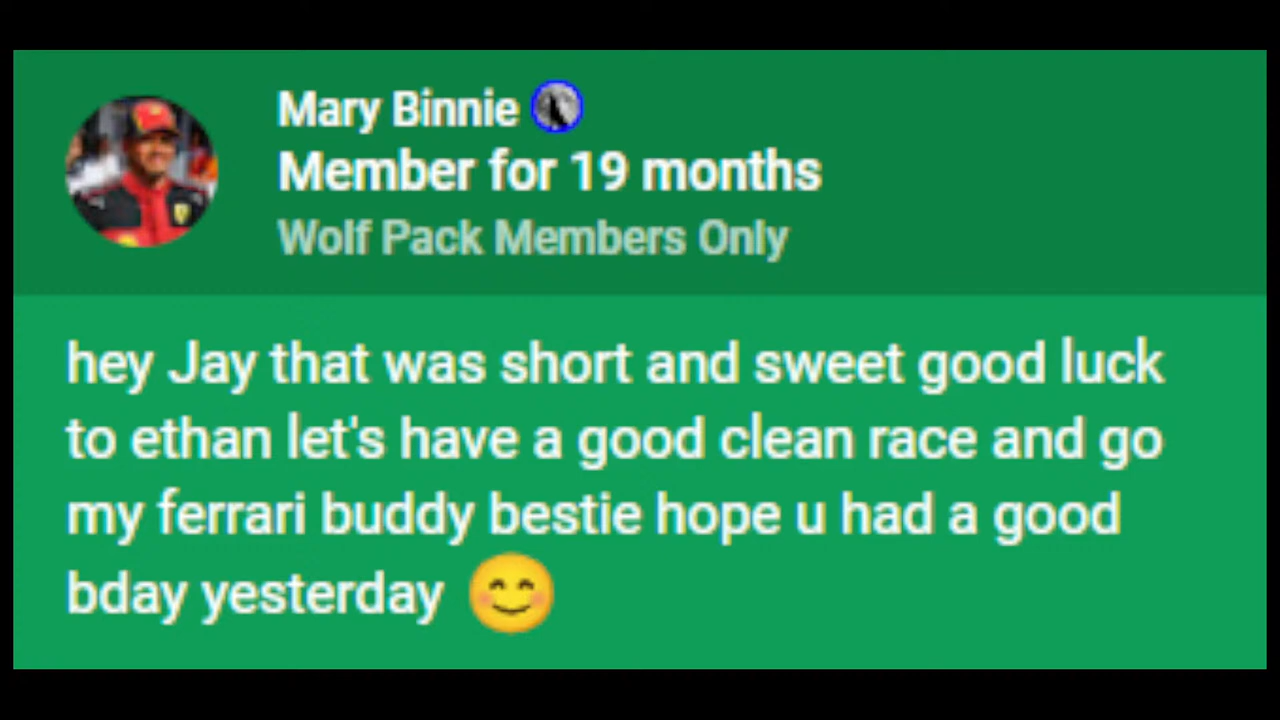 Mary Binnie
Member for 19 months
Wolf Pack Members Only
hey Jay that was short and sweet good luck
to ethan let's have a good clean race and go
my ferrari buddy bestie hope u had a good
bday yesterday 😊